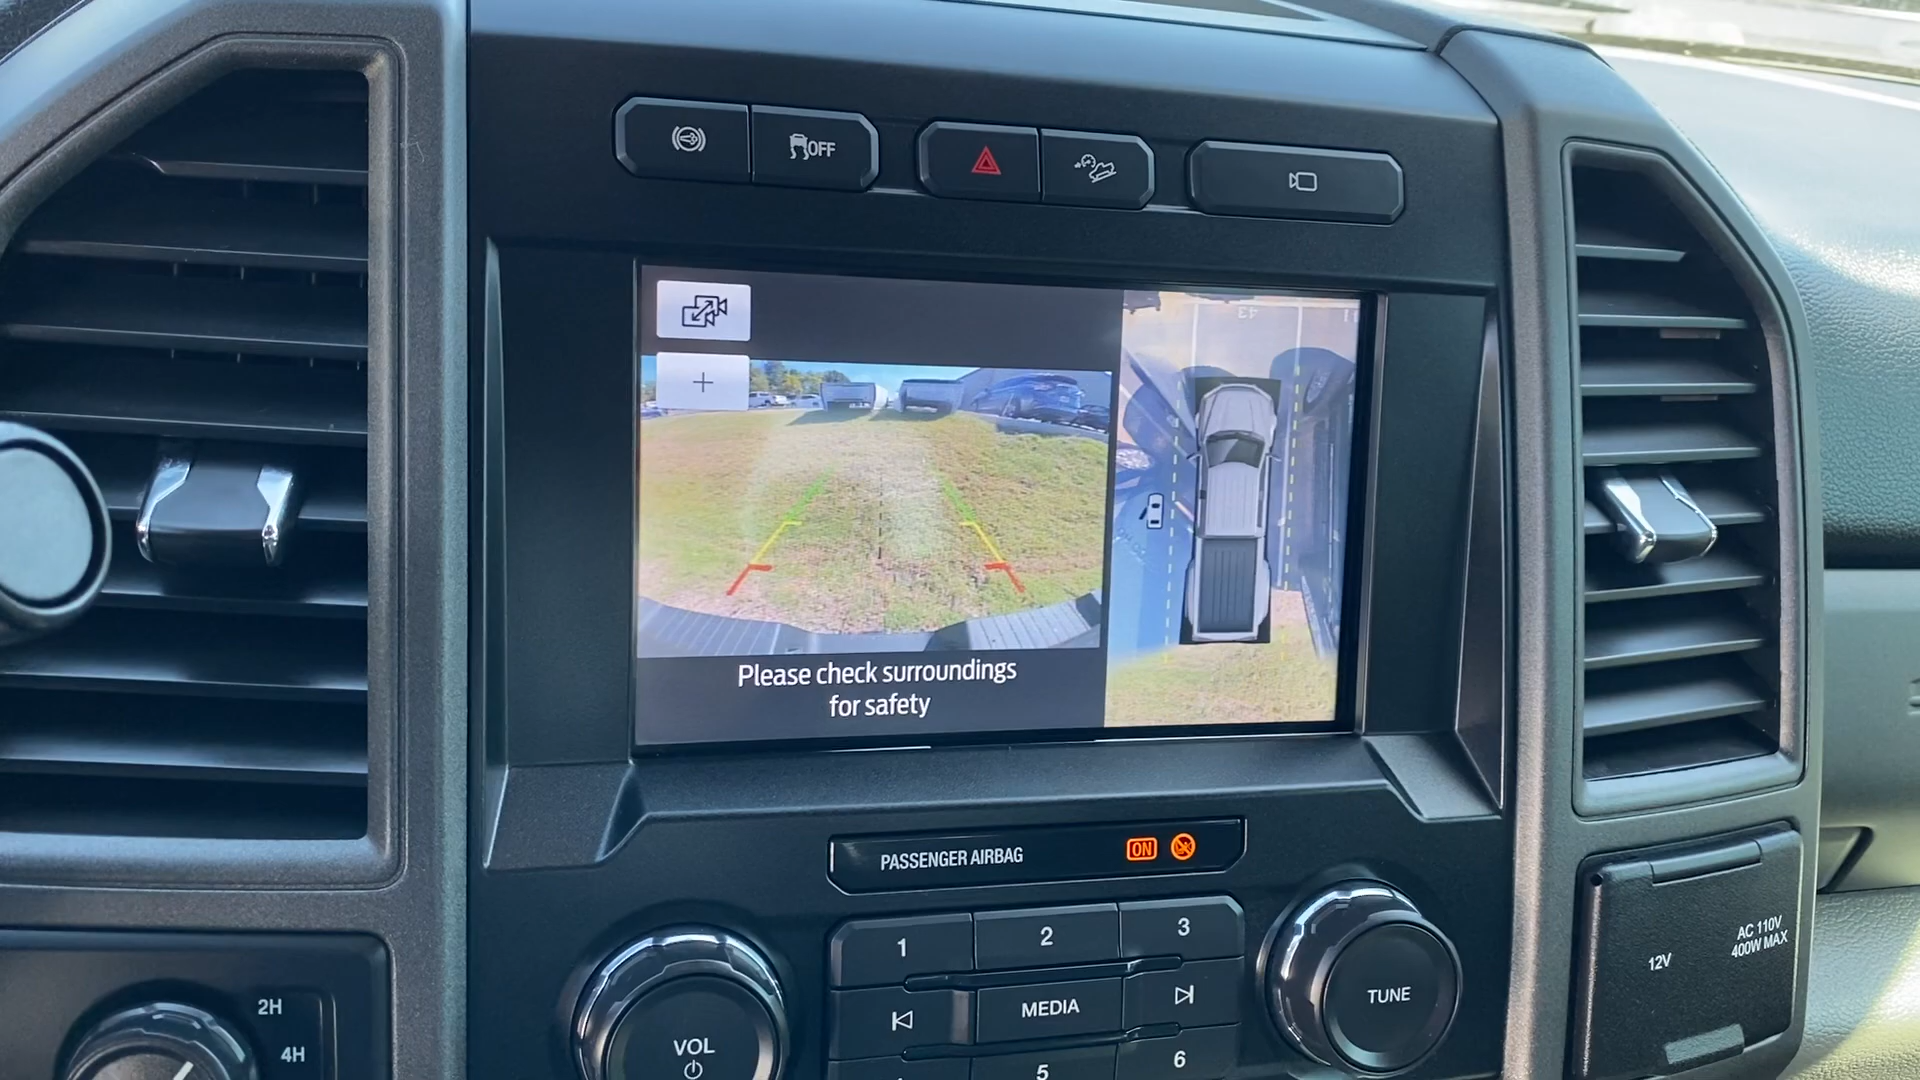 OFF
Please check surroundings
for safety
PASSENGER AIRBAG ON
1 2 3
MEDIA
5 6
VOL
TUNE
2H
4H
12V
AC 110V
400W MAX